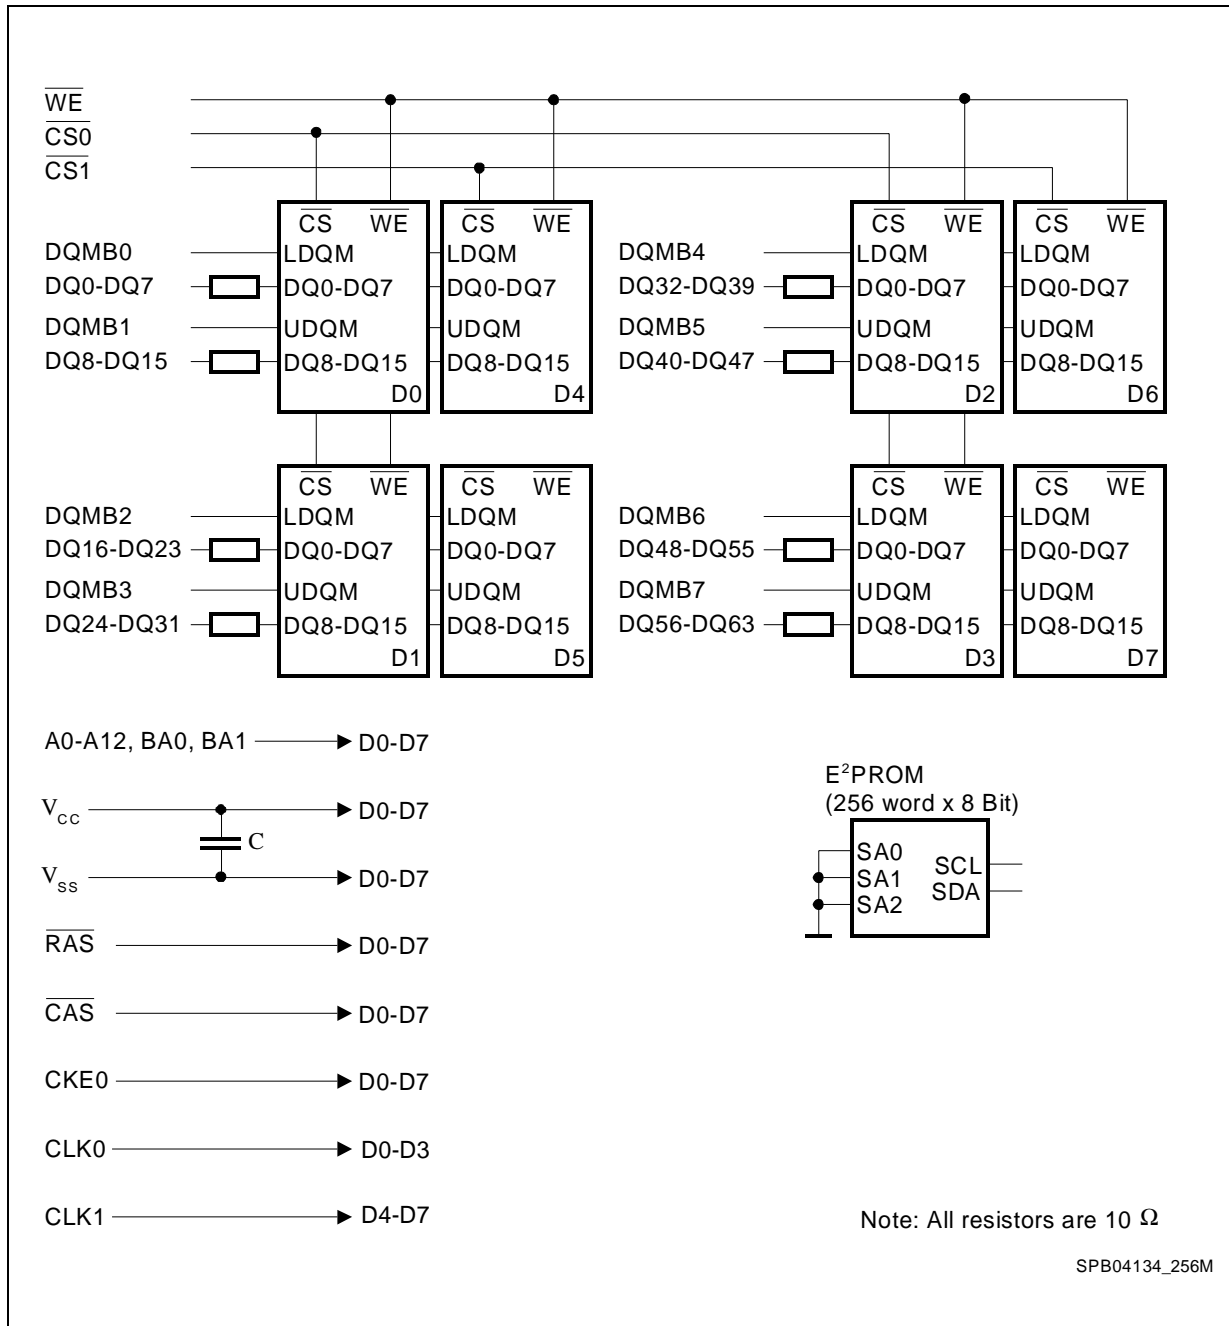 WE
CS0
CS1
CS WE
LDQM
DQ0-DQ7
UDQM
DQ8-DQ15
D0
CS WE
LDQM
DQ0-DQ7
UDQM
DQ8-DQ15
D4
CS WE
LDQM
DQ0-DQ7
UDQM
DQ8-DQ15
D2
CS WE
LDQM
DQ0-DQ7
UDQM
DQ8-DQ15
D6
DQMB0
DQ0-DQ7
DQMB1
DQ8-DQ15
DQMB4
DQ32-DQ39
DQMB5
DQ40-DQ47
CS WE
LDQM
DQ0-DQ7
UDQM
DQ8-DQ15
D1
CS WE
LDQM
DQ0-DQ7
UDQM
DQ8-DQ15
D5
CS WE
LDQM
DQ0-DQ7
UDQM
DQ8-DQ15
D3
CS WE
LDQM
DQ0-DQ7
UDQM
DQ8-DQ15
D7
DQMB2
DQ16-DQ23
DQMB3
DQ24-DQ31
DQMB6
DQ48-DQ55
DQMB7
DQ56-DQ63
A0-A12, BA0, BA1 D0-D7
VCC D0-D7
C
VSS D0-D7
RAS D0-D7
CAS D0-D7
CKE0 D0-D7
CLK0 D0-D3
CLK1 D4-D7
E²PROM
(256 word x 8 Bit)
SA0
SA1
SA2
SCL
SDA
Note: All resistors are 10 Ω
SPB04134_256M